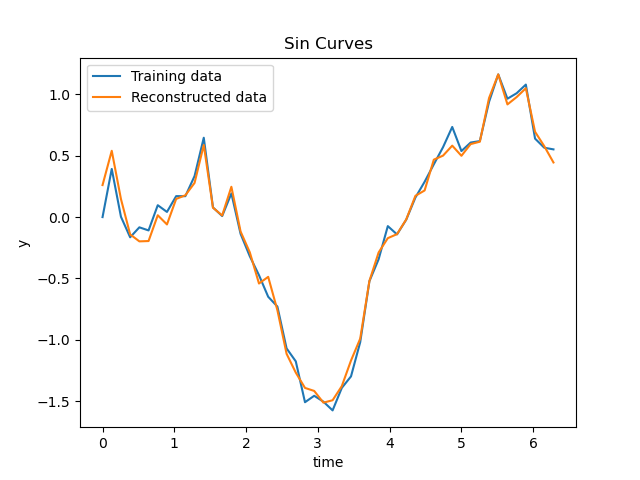 Sin Curves
Training data
Reconstructed data
1.0
0.5
0.0
−0.5
−1.0
−1.5
y
0 1 2 3 4 5 6
time